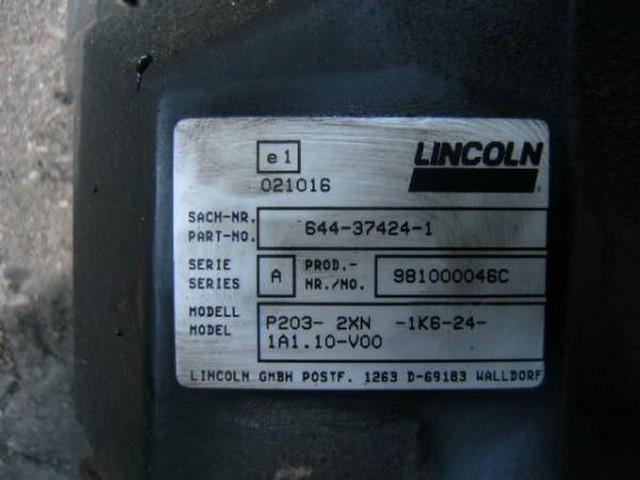 e1
LINCOLN
021016
SACH-NR.
PART-NO.
644-37424-1
SERIE
SERIES
A
PROD.-
NR./NO.
981000046C
MODELL
MODEL
P203- 2XN -1K6-24-
1A1.10-V00
LINCOLN GMBH POSTF. 1263 D-69183 WALLDORF